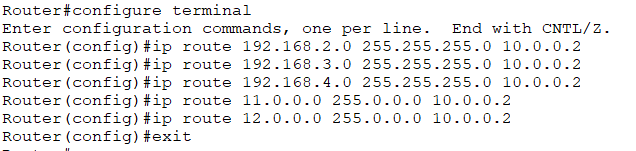 Router#configure terminal
Enter configuration commands, one per line.  End with CNTL/Z.
Router(config)#ip route 192.168.2.0 255.255.255.0 10.0.0.2
Router(config)#ip route 192.168.3.0 255.255.255.0 10.0.0.2
Router(config)#ip route 192.168.4.0 255.255.255.0 10.0.0.2
Router(config)#ip route 11.0.0.0 255.0.0.0 10.0.0.2
Router(config)#ip route 12.0.0.0 255.0.0.0 10.0.0.2
Router(config)#exit